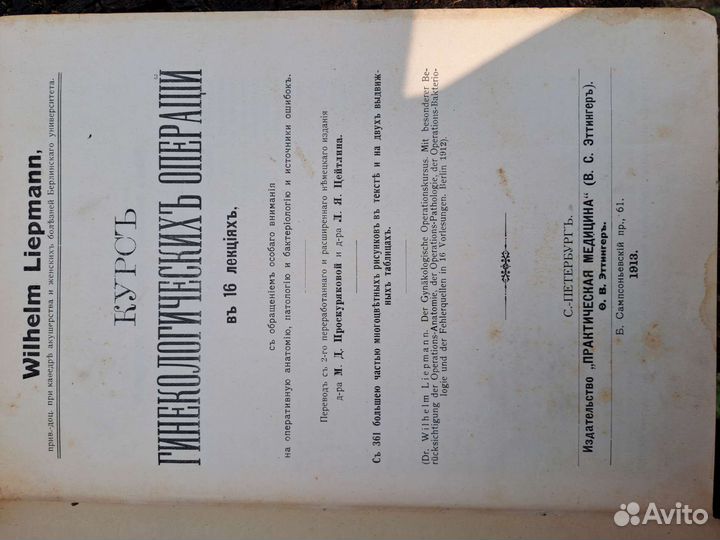 Wilhelm Liepmann,
прив.-доц. при каѳедрѣ акушерства и женскихъ болѣзней Берлинскаго университета.
КУРСЪ
ГИНЕКОЛОГИЧЕСКИХЪ ОПЕРАЦІЙ
въ 16 лекціяхъ,
съ обращеніемъ особаго вниманія
на оперативную анатомію, патологію и бактеріологію и источники ошибокъ.
Переводъ съ 2-го переработаннаго и расширеннаго нѣмецкаго изданія
д-ра М. Д. Проскуряковой и д-ра Л. Я. Цейтлина.
Съ 361 большею частью многоцвѣтныхъ рисунковъ въ текстѣ и на двухъ выдвиж-
ныхъ таблицахъ.
(Dr. Wilhelm Liepmann. Der Gynäkologische Operationskursus. Mit besonderer Be-
rücksichtigung der Operations-Anatomie, der Operations-Pathologie, der Operations-Bakterio-
logie und der Fehlerquellen in 16 Vorlesungen. Berlin 1912).
С.-ПЕТЕРБУРГЪ.
Издательство „ПРАКТИЧЕСКАЯ МЕДИЦИНА“ (В. С. Эттингеръ).
Ѳ. В. Эттингеръ.
Б. Сампсоньевскій пр., 61.
1913.
Avito